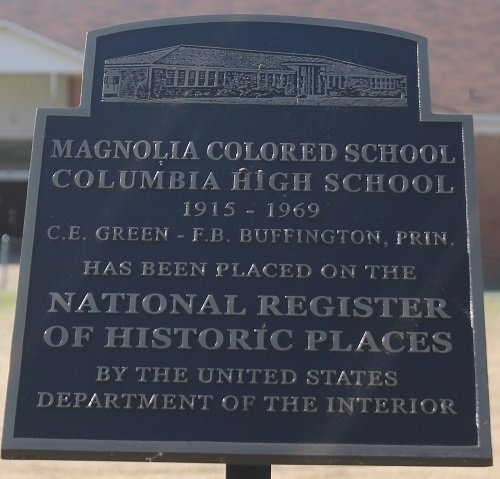 MAGNOLIA COLORED SCHOOL
COLUMBIA HIGH SCHOOL
1915 - 1969
C.E. GREEN - F.B. BUFFINGTON, PRIN.
HAS BEEN PLACED ON THE
NATIONAL REGISTER
OF HISTORIC PLACES
BY THE UNITED STATES
DEPARTMENT OF THE INTERIOR